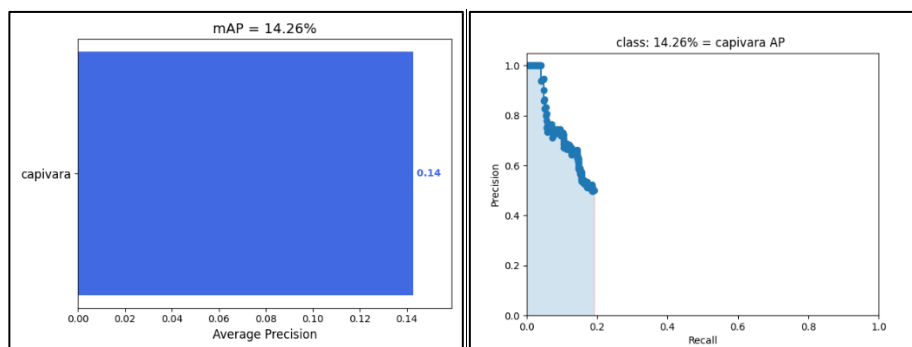 mAP = 14.26%
capivara
0.14
0.00 0.02 0.04 0.06 0.08 0.10 0.12 0.14
Average Precision
class: 14.26% = capivara AP
1.0
0.8
0.6
0.4
0.2
0.0
Precision
0.0 0.2 0.4 0.6 0.8 1.0
Recall